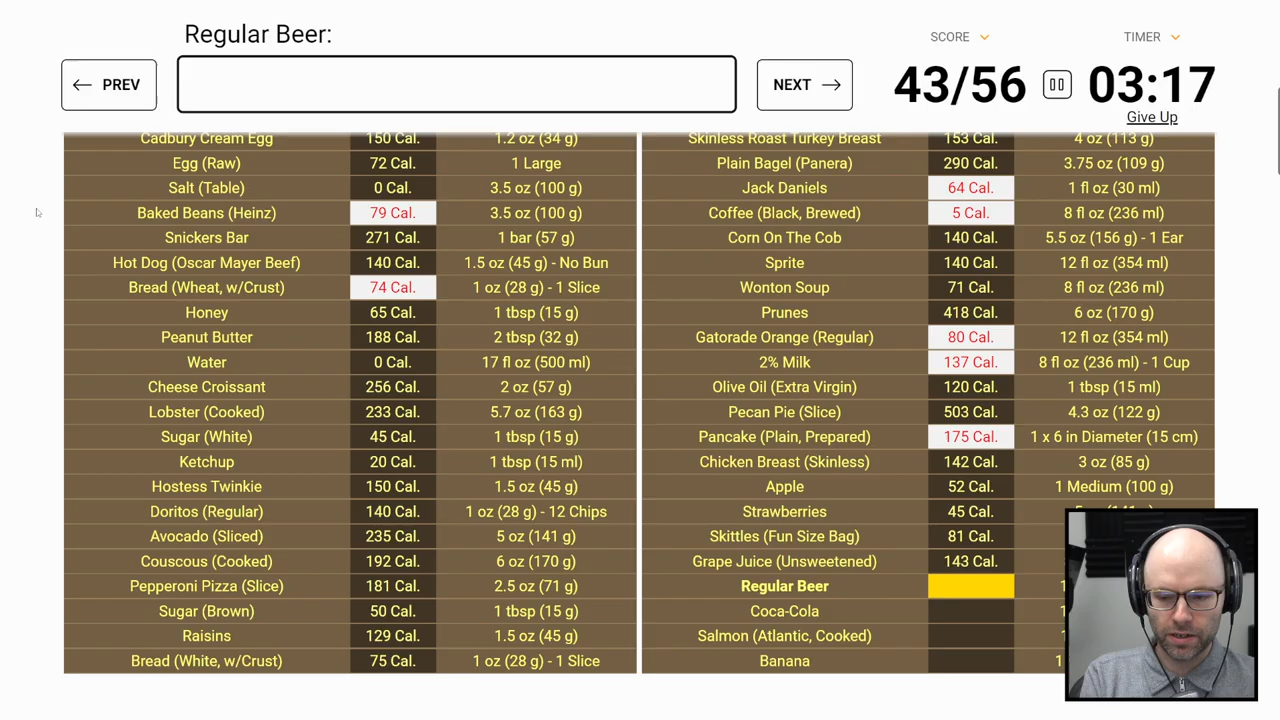 Regular Beer:
← PREV
NEXT →
SCORE
43/56
TIMER
03:17
Give Up
Cadbury Cream Egg 150 Cal. 1.2 oz (34 g) Skinless Roast Turkey Breast 153 Cal. 4 oz (113 g)
Egg (Raw) 72 Cal. 1 Large Plain Bagel (Panera) 290 Cal. 3.75 oz (109 g)
Salt (Table) 0 Cal. 3.5 oz (100 g) Jack Daniels 64 Cal. 1 fl oz (30 ml)
Baked Beans (Heinz) 79 Cal. 3.5 oz (100 g) Coffee (Black, Brewed) 5 Cal. 8 fl oz (236 ml)
Snickers Bar 271 Cal. 1 bar (57 g) Corn On The Cob 140 Cal. 5.5 oz (156 g) - 1 Ear
Hot Dog (Oscar Mayer Beef) 140 Cal. 1.5 oz (45 g) - No Bun Sprite 140 Cal. 12 fl oz (354 ml)
Bread (Wheat, w/Crust) 74 Cal. 1 oz (28 g) - 1 Slice Wonton Soup 71 Cal. 8 fl oz (236 ml)
Honey 65 Cal. 1 tbsp (15 g) Prunes 418 Cal. 6 oz (170 g)
Peanut Butter 188 Cal. 2 tbsp (32 g) Gatorade Orange (Regular) 80 Cal. 12 fl oz (354 ml)
Water 0 Cal. 17 fl oz (500 ml) 2% Milk 137 Cal. 8 fl oz (236 ml) - 1 Cup
Cheese Croissant 256 Cal. 2 oz (57 g) Olive Oil (Extra Virgin) 120 Cal. 1 tbsp (15 ml)
Lobster (Cooked) 233 Cal. 5.7 oz (163 g) Pecan Pie (Slice) 503 Cal. 4.3 oz (122 g)
Sugar (White) 45 Cal. 1 tbsp (15 g) Pancake (Plain, Prepared) 175 Cal. 1 x 6 in Diameter (15 cm)
Ketchup 20 Cal. 1 tbsp (15 ml) Chicken Breast (Skinless) 142 Cal. 3 oz (85 g)
Hostess Twinkie 150 Cal. 1.5 oz (45 g) Apple 52 Cal. 1 Medium (100 g)
Doritos (Regular) 140 Cal. 1 oz (28 g) - 12 Chips Strawberries 45 Cal.
Avocado (Sliced) 235 Cal. 5 oz (141 g) Skittles (Fun Size Bag) 81 Cal.
Couscous (Cooked) 192 Cal. 6 oz (170 g) Grape Juice (Unsweetened) 143 Cal.
Pepperoni Pizza (Slice) 181 Cal. 2.5 oz (71 g) Regular Beer
Sugar (Brown) 50 Cal. 1 tbsp (15 g) Coca-Cola
Raisins 129 Cal. 1.5 oz (45 g) Salmon (Atlantic, Cooked)
Bread (White, w/Crust) 75 Cal. 1 oz (28 g) - 1 Slice Banana